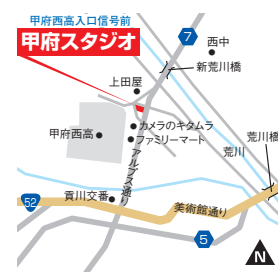 甲府西高入口信号前
甲府スタジオ
7
西中
新荒川橋
上田屋
カメラのキタムラ
ファミリーマート
甲府西高
荒川橋
荒川
アルプス通り
貢川交番
52
美術館通り
5
N